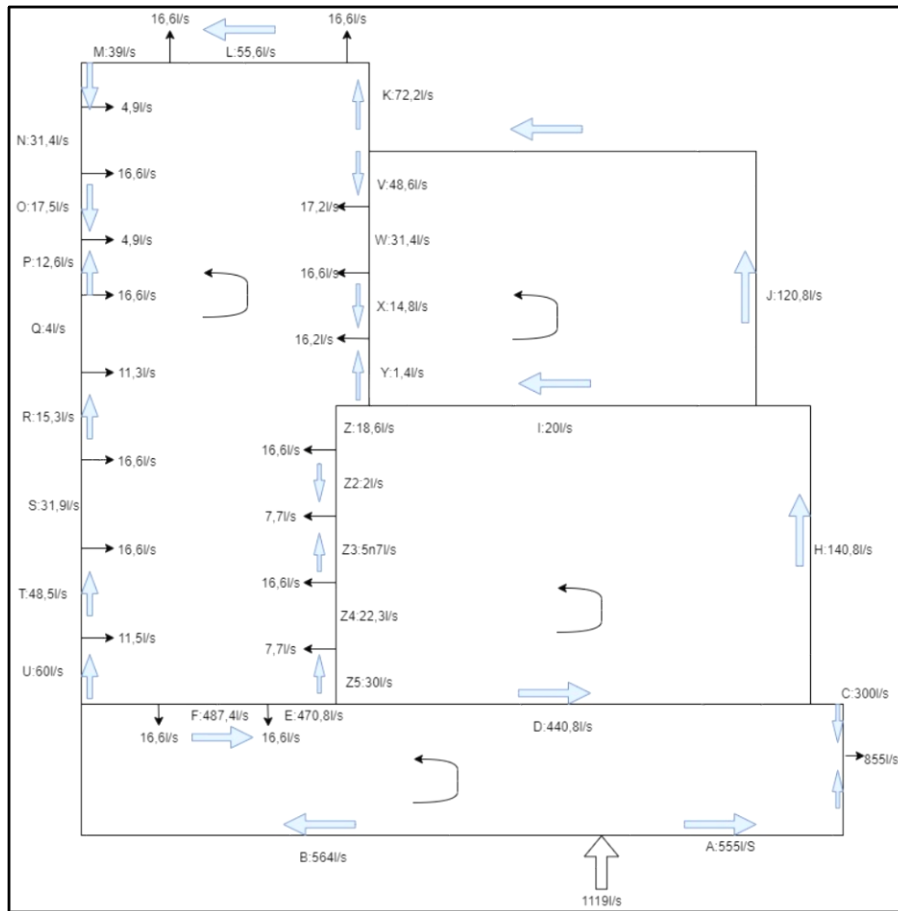 16,6l/s 16,6l/s
M:39l/s L:55,6l/s
K:72,2l/s
4,9l/s
N:31,4l/s
16,6l/s V:48,6l/s
O:17,5l/s 17,2l/s
4,9l/s W:31,4l/s
P:12,6l/s 16,6l/s
16,6l/s J:120,8l/s
X:14,8l/s
Q:4l/s 16,2l/s
11,3l/s Y:1,4l/s
R:15,3l/s Z:18,6l/s I:20l/s
16,6l/s 16,6l/s
Z2:2l/s
S:31,9l/s 7,7l/s
16,6l/s Z3:5n7l/s H:140,8l/s
16,6l/s
T:48,5l/s Z4:22,3l/s
11,5l/s 7,7l/s
U:60l/s Z5:30l/s
C:300l/s
F:487,4l/s E:470,8l/s D:440,8l/s
16,6l/s 16,6l/s
855l/s
A:555l/S
B:564l/s
1119l/s